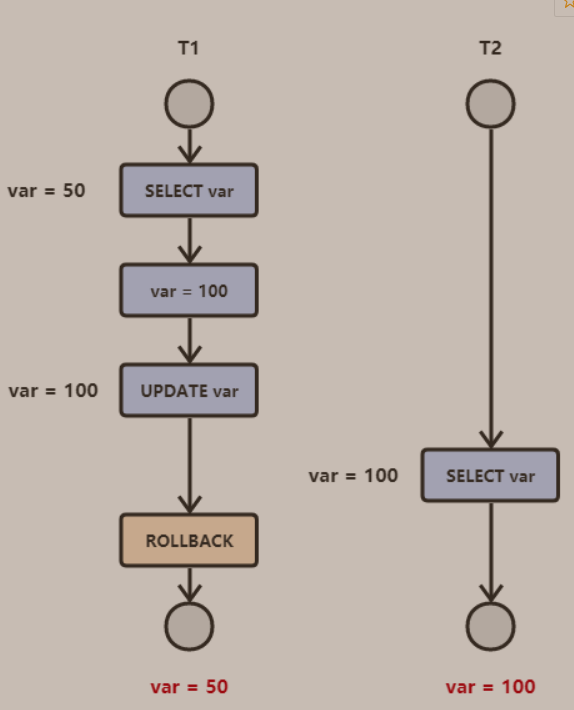 T1
T2
var = 50
SELECT var
var = 100
var = 100
UPDATE var
var = 100
SELECT var
ROLLBACK
var = 50
var = 100